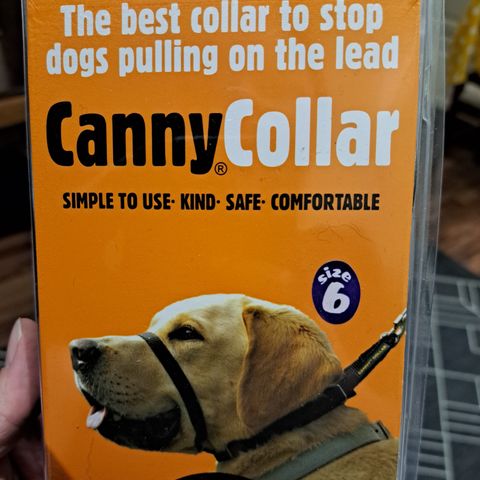 The best collar to stop
dogs pulling on the lead
CannyCollar®
SIMPLE TO USE· KIND· SAFE· COMFORTABLE
size
6